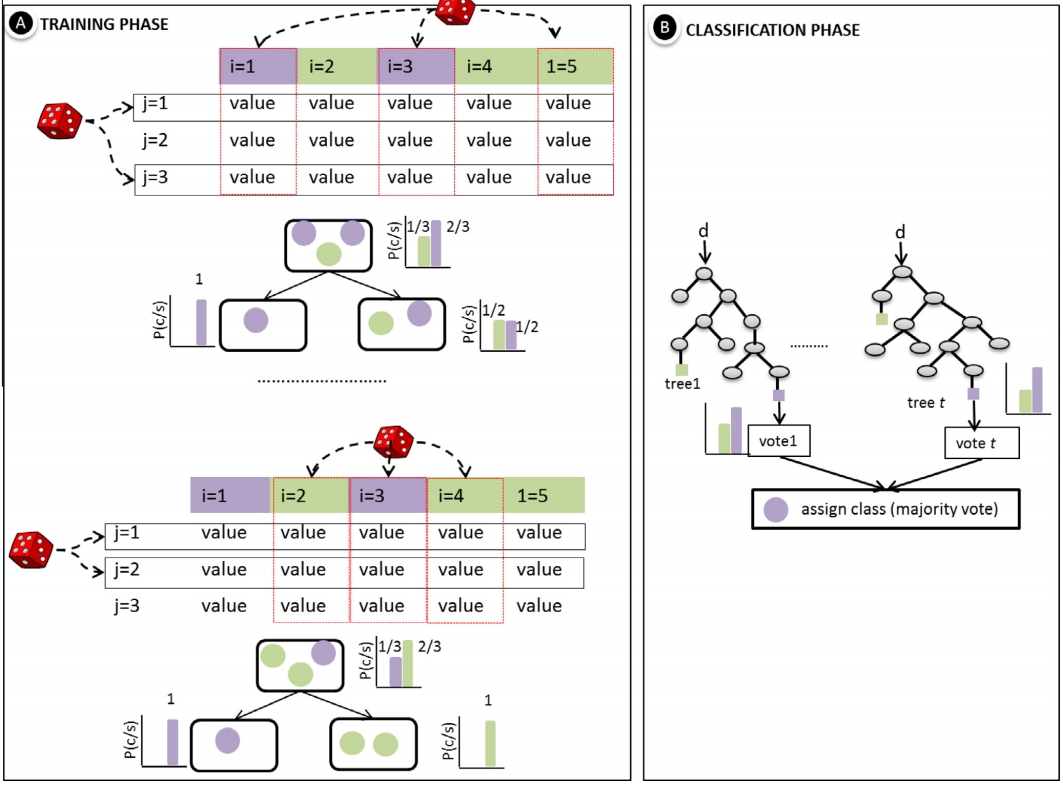 A TRAINING PHASE
i=1 i=2 i=3 i=4 1=5
j=1 value value value value value
j=2 value value value value value
j=3 value value value value value
P(c/s) 1/3 2/3
1
P(c/s)
P(c/s) 1/2 1/2
......................
i=1 i=2 i=3 i=4 1=5
j=1 value value value value value
j=2 value value value value value
j=3 value value value value value
P(c/s) 1/3 2/3
1 1
P(c/s) P(c/s)
B CLASSIFICATION PHASE
d d
..........
tree1
tree t
vote1 vote t
assign class (majority vote)